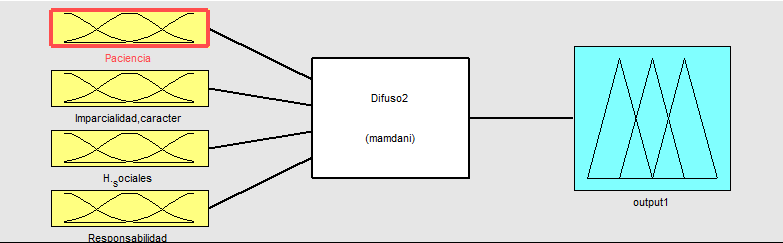 Paciencia
Imparcialidad,caracter
H.sociales
Responsabilidad
Difuso2
(mamdani)
output1